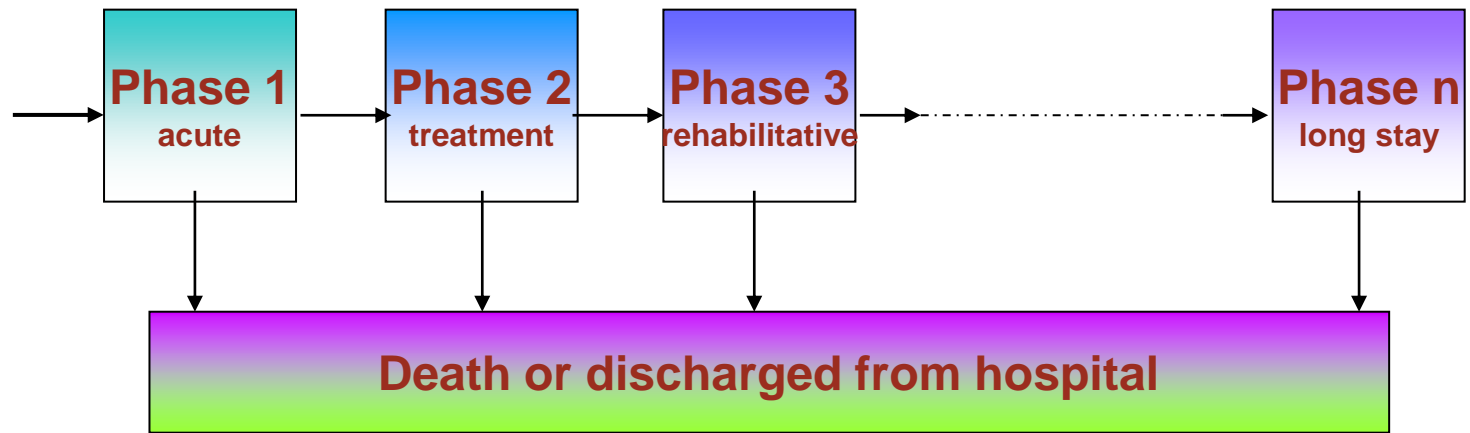 Phase 1
acute
Phase 2
treatment
Phase 3
rehabilitative
Phase n
long stay
Death or discharged from hospital